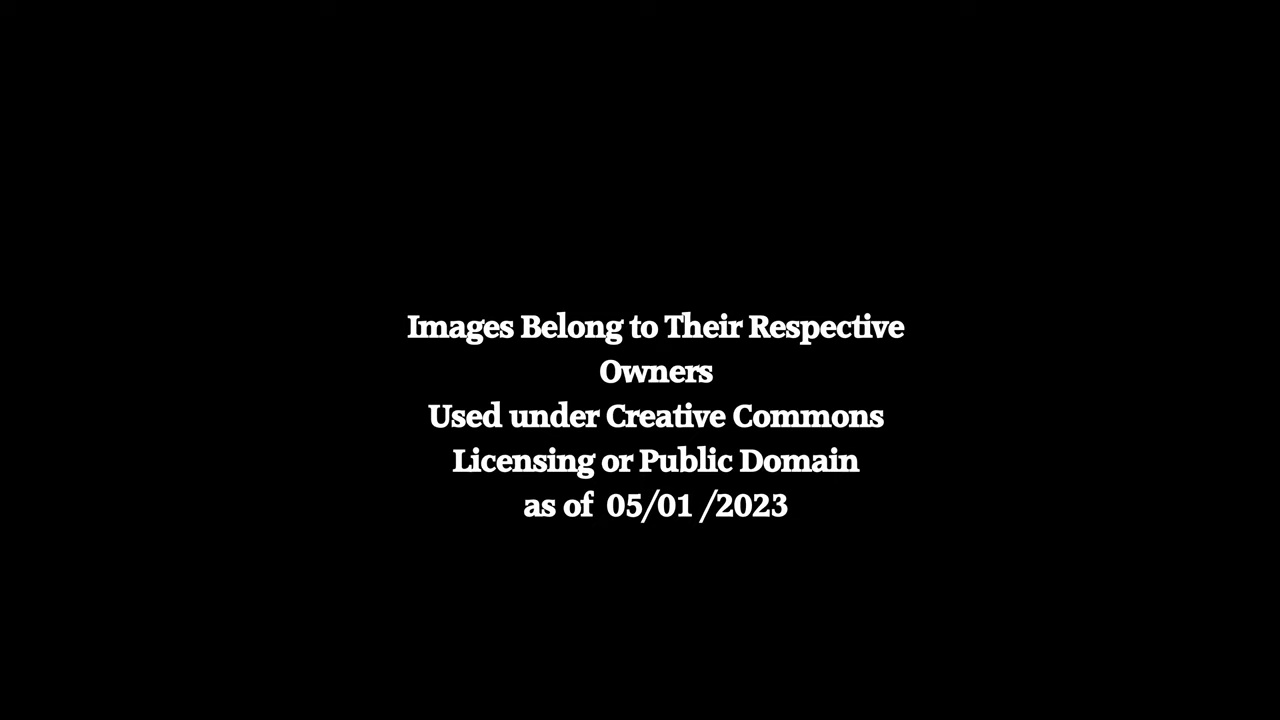 Images Belong to Their Respective
Owners
Used under Creative Commons
Licensing or Public Domain
as of  05/01 /2023